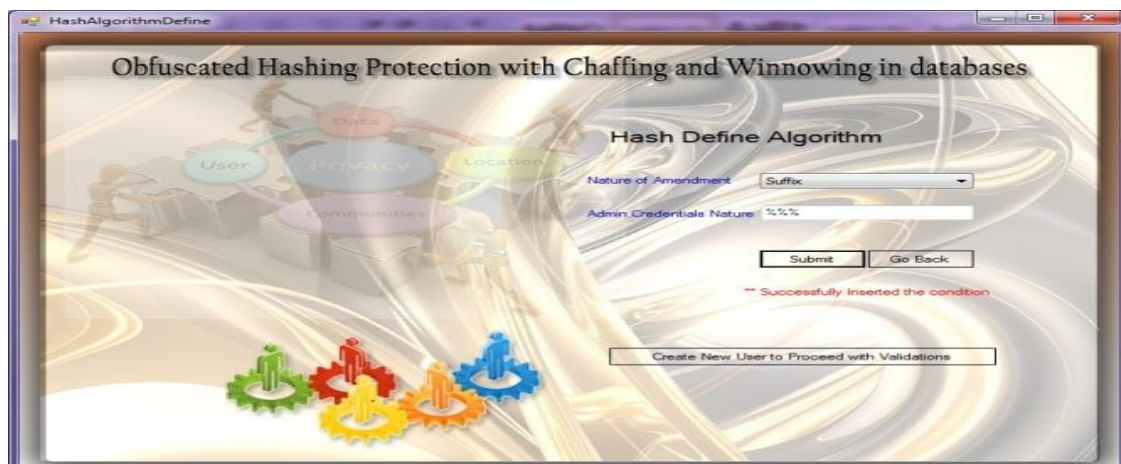 HashAlgorithmDefine
Obfuscated Hashing Protection with Chaffing and Winnowing in databases
Data
User
Privacy
Location
Communities
Hash Define Algorithm
Nature of Amendment Suffix
Admin Credentials Nature %%%
Submit Go Back
** Successfully Inserted the condition
Create New User to Proceed with Validations